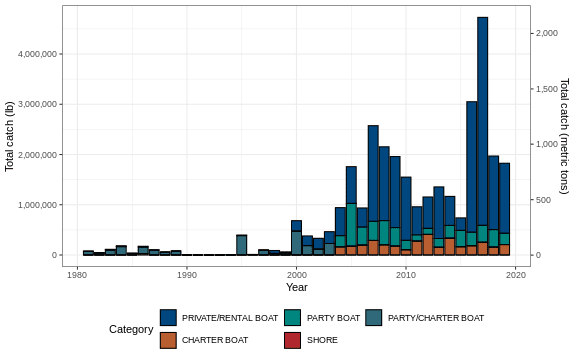 Total catch (lb)
4,000,000
3,000,000
2,000,000
1,000,000
0
2,000
1,500
1,000
500
0
Total catch (metric tons)
1980
1990
2000
2010
2020
Year
Category
PRIVATE/RENTAL BOAT
PARTY BOAT
PARTY/CHARTER BOAT
CHARTER BOAT
SHORE